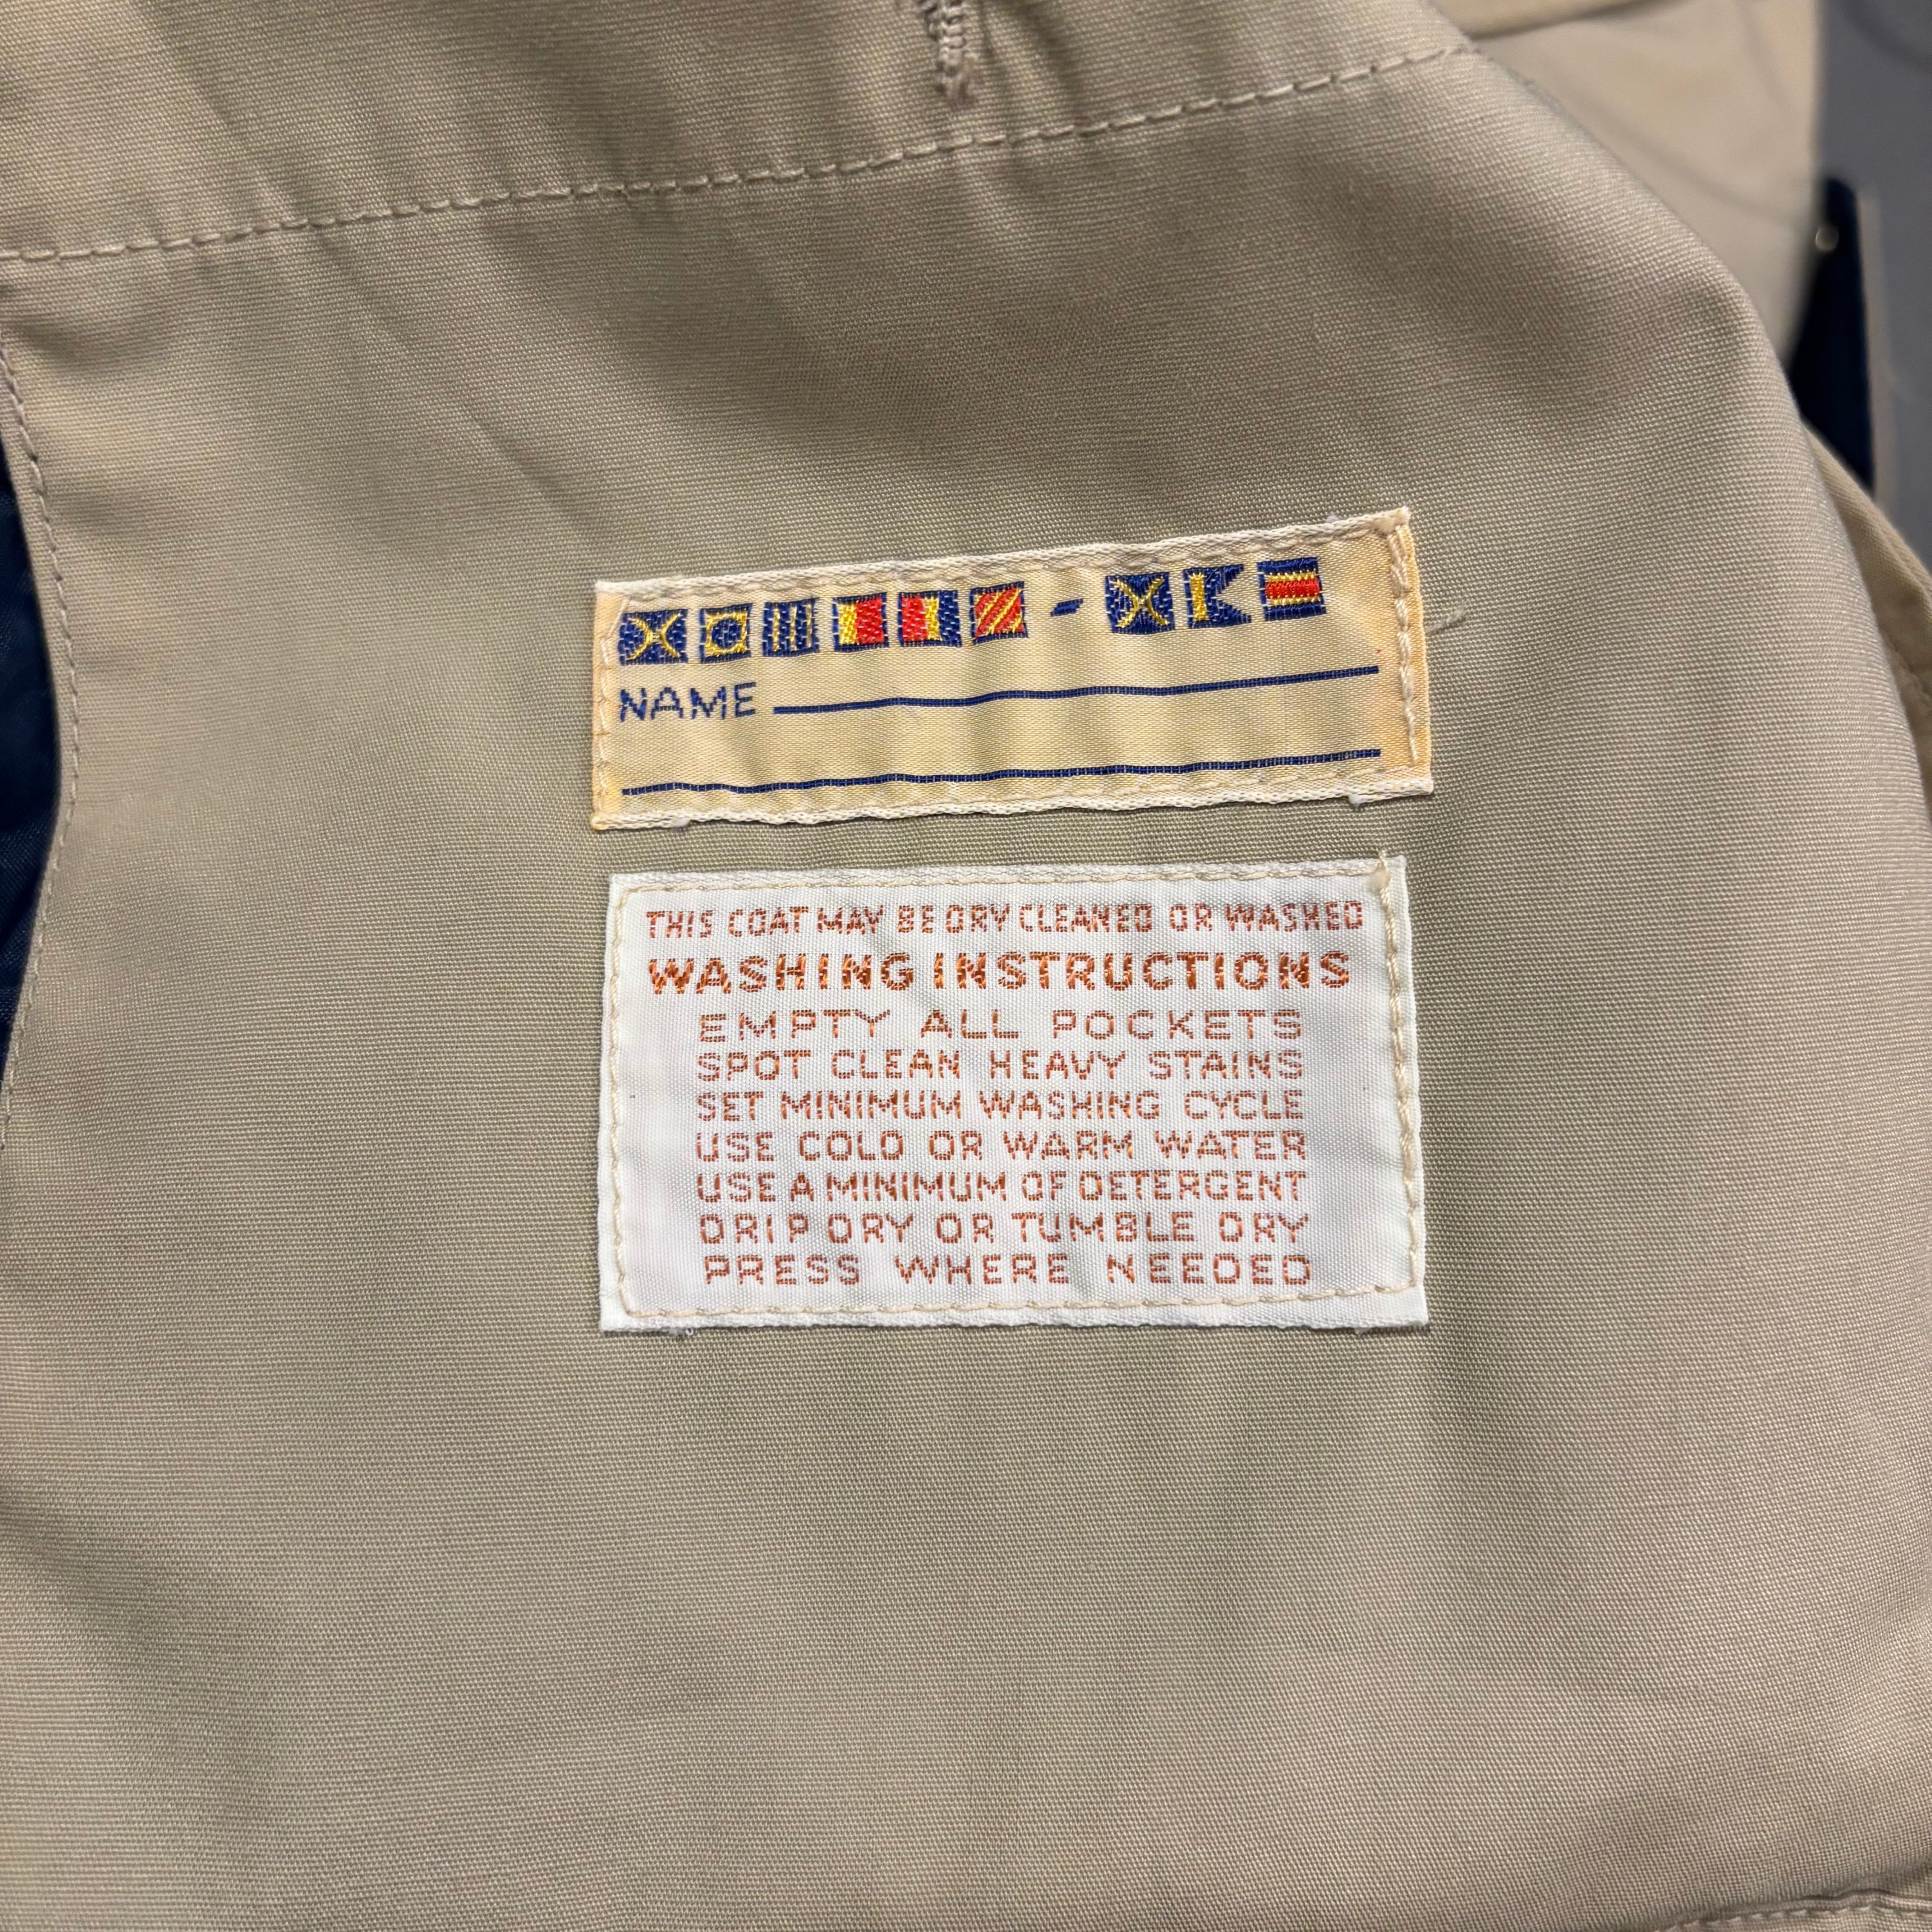 NAME
THIS COAT MAY BE DRY CLEANED OR WASHED
WASHING INSTRUCTIONS
EMPTY ALL POCKETS
SPOT CLEAN HEAVY STAINS
SET MINIMUM WASHING CYCLE
USE COLD OR WARM WATER
USE A MINIMUM OF DETERGENT
DRIP DRY OR TUMBLE DRY
PRESS WHERE NEEDED